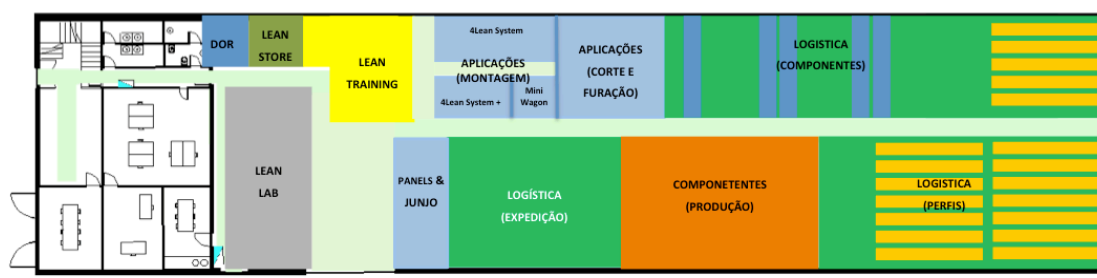 DOR
LEAN
STORE
LEAN
TRAINING
4Lean System
APLICAÇÕES
(MONTAGEM)
4Lean System +
Mini
Wagon
APLICAÇÕES
(CORTE E
FURAÇÃO)
LOGISTICA
(COMPONENTES)
LEAN
LAB
PANELS &
JUNJO
LOGÍSTICA
(EXPEDIÇÃO)
COMPONETENTES
(PRODUÇÃO)
LOGISTICA
(PERFIS)